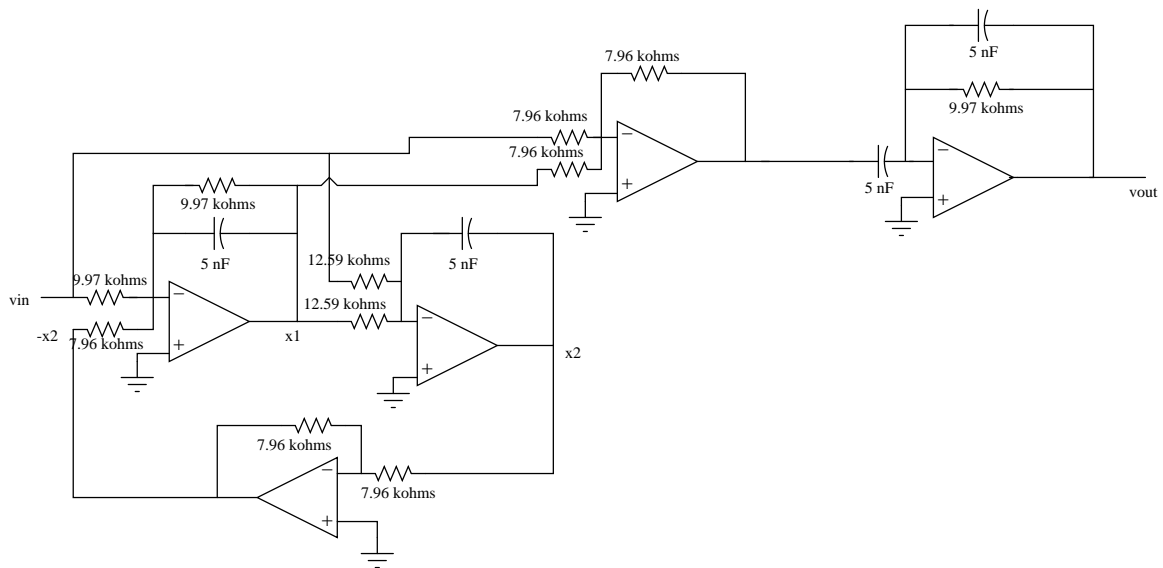 7.96 kohms
5 nF
9.97 kohms
7.96 kohms
7.96 kohms
−
+
−
+
5 nF
vout
9.97 kohms
5 nF
5 nF
12.59 kohms
9.97 kohms
vin
12.59 kohms
−
+
-x2
7.96 kohms
x1
−
+
x2
7.96 kohms
−
+
7.96 kohms